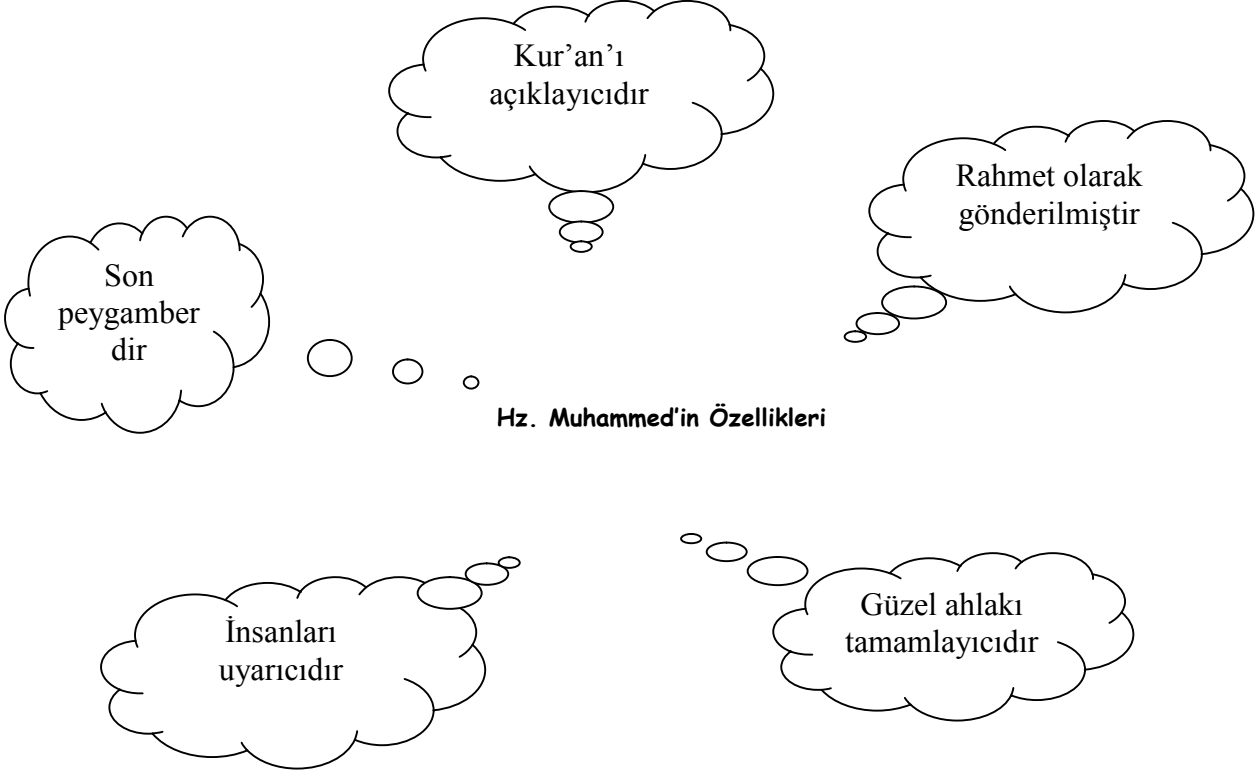 Kur’an’ı
açıklayıcıdır
Rahmet olarak
gönderilmiştir
Son
peygamber
dir
Hz. Muhammed’in Özellikleri
İnsanları
uyarıcıdır
Güzel ahlakı
tamamlayıcıdır